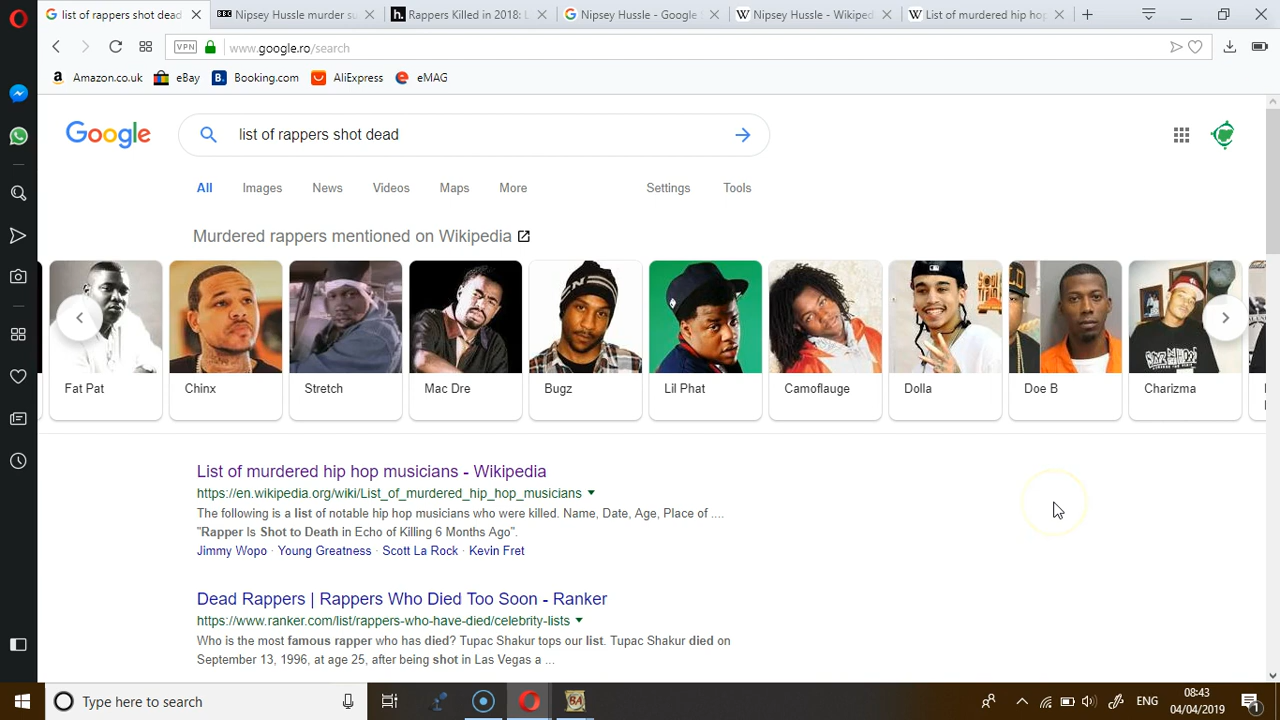 list of rappers shot dead
BBC Nipsey Hussle murder su
h. Rappers Killed in 2018: L
Nipsey Hussle - Google
Nipsey Hussle - Wikiped
List of murdered hip hop
VPN www.google.ro/search
Amazon.co.uk eBay Booking.com AliExpress eMAG
Google list of rappers shot dead
All Images News Videos Maps More Settings Tools
Murdered rappers mentioned on Wikipedia
Fat Pat Chinx Stretch Mac Dre Bugz Lil Phat Camoflauge Dolla Doe B Charizma
List of murdered hip hop musicians - Wikipedia
https://en.wikipedia.org/wiki/List_of_murdered_hip_hop_musicians
The following is a list of notable hip hop musicians who were killed. Name, Date, Age, Place of ....
"Rapper Is Shot to Death in Echo of Killing 6 Months Ago".
Jimmy Wopo · Young Greatness · Scott La Rock · Kevin Fret
Dead Rappers | Rappers Who Died Too Soon - Ranker
https://www.ranker.com/list/rappers-who-have-died/celebrity-lists
Who is the most famous rapper who has died? Tupac Shakur tops our list. Tupac Shakur died on
September 13, 1996, at age 25, after being shot in Las Vegas a ...
Type here to search
ENG
08:43
04/04/2019
1